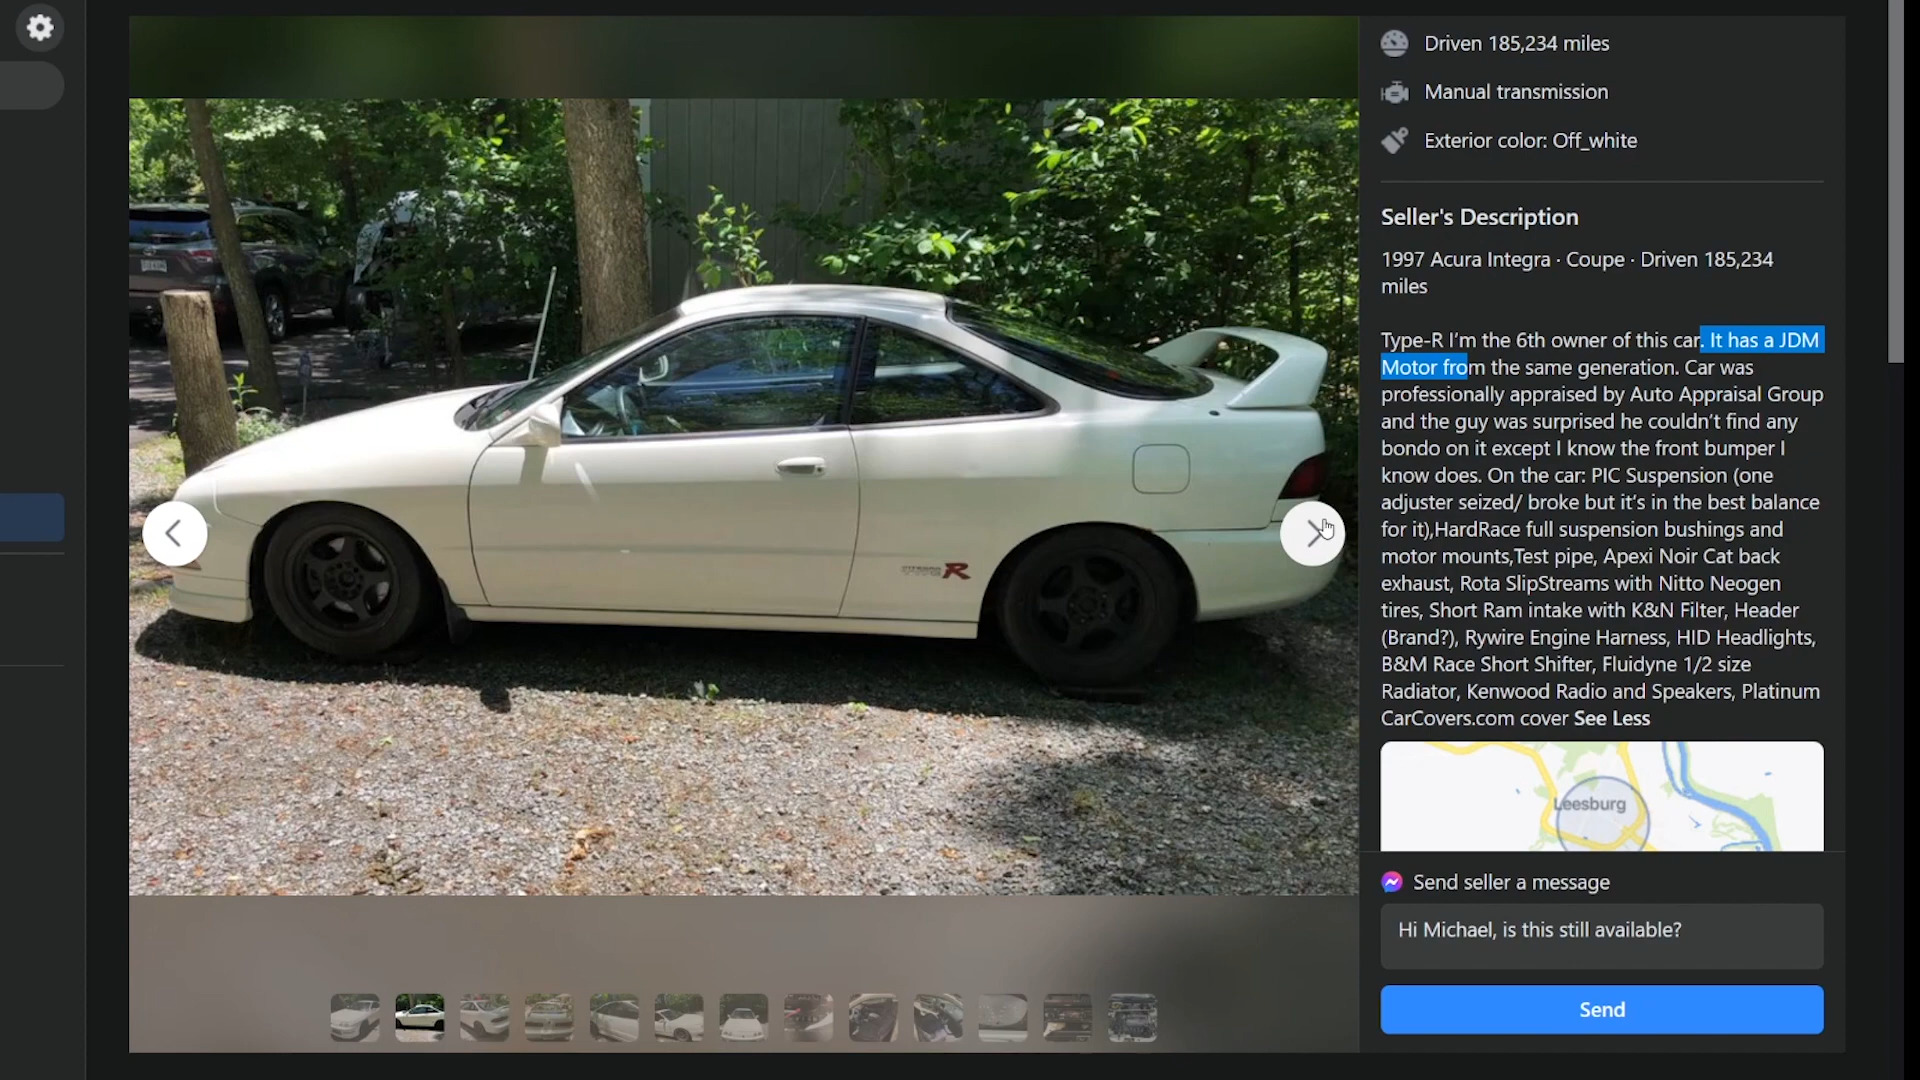 Driven 185,234 miles
Manual transmission
Exterior color: Off_white
Seller's Description
1997 Acura Integra · Coupe · Driven 185,234
miles
Type-R I'm the 6th owner of this car. It has a JDM
Motor from the same generation. Car was
professionally appraised by Auto Appraisal Group
and the guy was surprised he couldn't find any
bondo on it except I know the front bumper I
know does. On the car: PIC Suspension (one
adjuster seized/ broke but it's in the best balance
for it),HardRace full suspension bushings and
motor mounts,Test pipe, Apexi Noir Cat back
exhaust, Rota SlipStreams with Nitto Neogen
tires, Short Ram intake with K&N Filter, Header
(Brand?), Rywire Engine Harness, HID Headlights,
B&M Race Short Shifter, Fluidyne 1/2 size
Radiator, Kenwood Radio and Speakers, Platinum
CarCovers.com cover See Less
Leesburg
Send seller a message
Hi Michael, is this still available?
Send
R